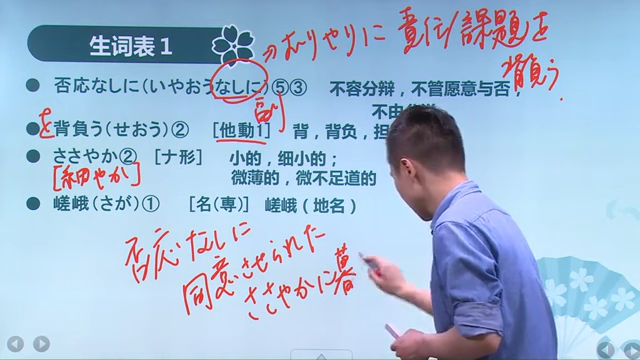 生词表1
⇒むりやりに 責任/課題を
背負う
否応なしに(いやおうなしに)⑤③ 不容分辩,不管愿意与否,
副
を背負う(せおう)② [他動1] 背,背负,担
ささやか② [ナ形] 小的,细小的;
[細やか] 微薄的,微不足道的
嵯峨(さが)① [名(専)] 嵯峨(地名)
否応なしに
同意させられた
ささやかに暮